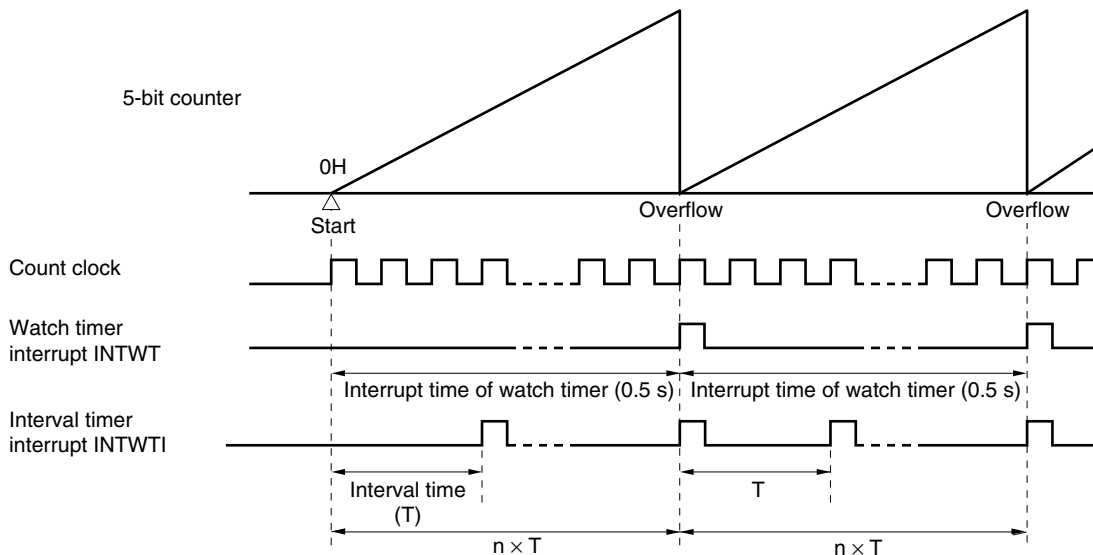 5-bit counter
0H
Start
Overflow
Overflow
Count clock
Watch timer
interrupt INTWT
Interrupt time of watch timer (0.5 s)
Interrupt time of watch timer (0.5 s)
Interval timer
interrupt INTWTI
Interval time
(T)
T
n × T
n × T